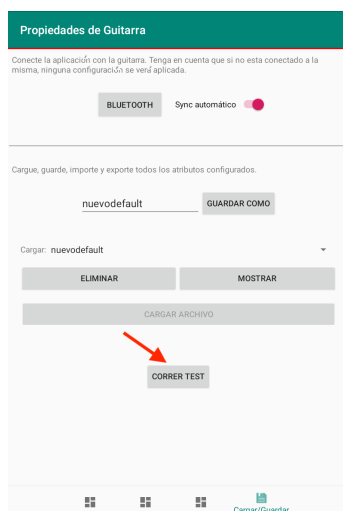 Propiedades de Guitarra
Conecte la aplicación con la guitarra. Tenga en cuenta que si no esta conectado a la
misma, ninguna configuración se verá aplicada.
BLUETOOTH Sync automático
Cargue, guarde, importe y exporte todos los atributos configurados.
nuevodefault GUARDAR COMO
Cargar: nuevodefault
ELIMINAR MOSTRAR
CARGAR ARCHIVO
CORRER TEST
Cargar/Guardar